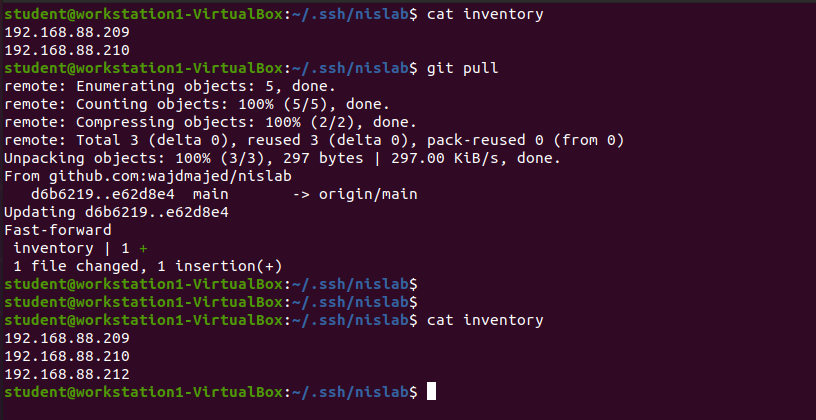 student@workstation1-VirtualBox:~/.ssh/nislab$ cat inventory
192.168.88.209
192.168.88.210
student@workstation1-VirtualBox:~/.ssh/nislab$ git pull
remote: Enumerating objects: 5, done.
remote: Counting objects: 100% (5/5), done.
remote: Compressing objects: 100% (2/2), done.
remote: Total 3 (delta 0), reused 3 (delta 0), pack-reused 0 (from 0)
Unpacking objects: 100% (3/3), 297 bytes | 297.00 KiB/s, done.
From github.com:wajdmajed/nislab
   d6b6219..e62d8e4  main       -> origin/main
Updating d6b6219..e62d8e4
Fast-forward
 inventory | 1 +
 1 file changed, 1 insertion(+)
student@workstation1-VirtualBox:~/.ssh/nislab$
student@workstation1-VirtualBox:~/.ssh/nislab$
student@workstation1-VirtualBox:~/.ssh/nislab$ cat inventory
192.168.88.209
192.168.88.210
192.168.88.212
student@workstation1-VirtualBox:~/.ssh/nislab$